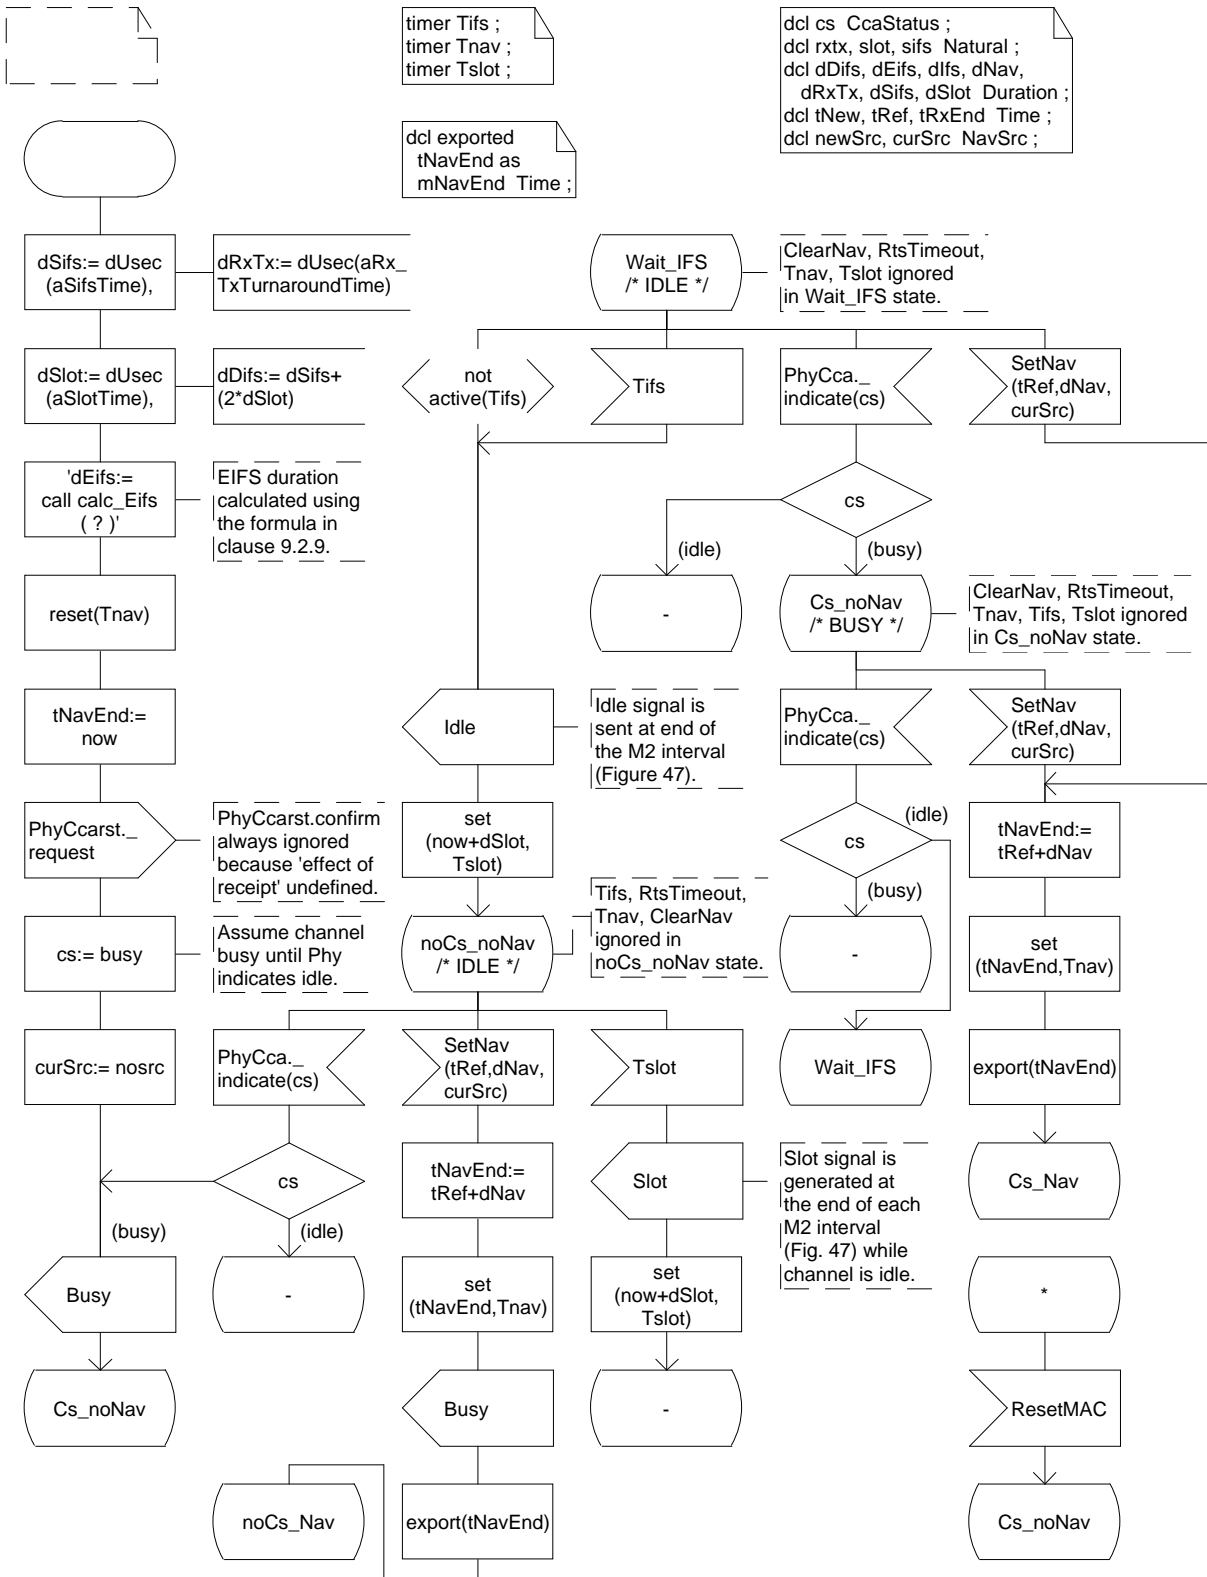 timer Tifs ;
timer Tnav ;
timer Tslot ;
dcl cs  CcaStatus ;
dcl rxtx, slot, sifs  Natural ;
dcl dDifs, dEifs, dIfs, dNav,
dRxTx, dSifs, dSlot  Duration ;
dcl tNew, tRef, tRxEnd  Time ;
dcl newSrc, curSrc  NavSrc ;
dcl exported
tNavEnd as
mNavEnd  Time ;
dSifs:= dUsec
(aSifsTime),
dRxTx:= dUsec(aRx_
TxTurnaroundTime)
Wait_IFS
/* IDLE */
ClearNav, RtsTimeout,
Tnav, Tslot ignored
in Wait_IFS state.
dSlot:= dUsec
(aSlotTime),
dDifs:= dSifs+
(2*dSlot)
not
active(Tifs)
Tifs
PhyCca._
indicate(cs)
SetNav
(tRef,dNav,
curSrc)
'dEifs:=
call calc_Eifs
( ? )'
EIFS duration
calculated using
the formula in
clause 9.2.9.
cs
(idle)
(busy)
reset(Tnav)
-
Cs_noNav
/* BUSY */
ClearNav, RtsTimeout,
Tnav, Tifs, Tslot ignored
in Cs_noNav state.
tNavEnd:=
now
Idle
Idle signal is
sent at end of
the M2 interval
(Figure 47).
PhyCca._
indicate(cs)
SetNav
(tRef,dNav,
curSrc)
PhyCcarst._
request
PhyCcarst.confirm
always ignored
because 'effect of
receipt' undefined.
set
(now+dSlot,
Tslot)
cs
(idle)
(busy)
tNavEnd:=
tRef+dNav
cs:= busy
Assume channel
busy until Phy
indicates idle.
noCs_noNav
/* IDLE */
Tifs, RtsTimeout,
Tnav, ClearNav
ignored in
noCs_noNav state.
-
set
(tNavEnd,Tnav)
curSrc:= nosrc
PhyCca._
indicate(cs)
SetNav
(tRef,dNav,
curSrc)
Tslot
Wait_IFS
export(tNavEnd)
cs
(busy)
(idle)
tNavEnd:=
tRef+dNav
Slot
Slot signal is
generated at
the end of each
M2 interval
(Fig. 47) while
channel is idle.
Cs_Nav
Busy
-
set
(tNavEnd,Tnav)
set
(now+dSlot,
Tslot)
*
Cs_noNav
Busy
-
ResetMAC
noCs_Nav
export(tNavEnd)
Cs_noNav